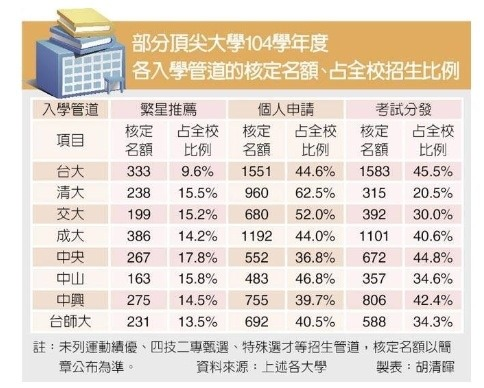 部分頂尖大學104學年度
各入學管道的核定名額、占全校招生比例
入學管道 繁星推薦 個人申請 考試分發
項目 核定名額 占全校比例 核定名額 占全校比例 核定名額 占全校比例
台大 333 9.6% 1551 44.6% 1583 45.5%
清大 238 15.5% 960 62.5% 315 20.5%
交大 199 15.2% 680 52.0% 392 30.0%
成大 386 14.2% 1192 44.0% 1101 40.6%
中央 267 17.8% 552 36.8% 672 44.8%
中山 163 15.8% 483 46.8% 357 34.6%
中興 275 14.5% 755 39.7% 806 42.4%
台師大 231 13.5% 692 40.5% 588 34.3%
註：未列運動績優、四技二專甄選、特殊選才等招生管道，核定名額以簡
章公布為準。 資料來源：上述各大學 製表：胡清暉